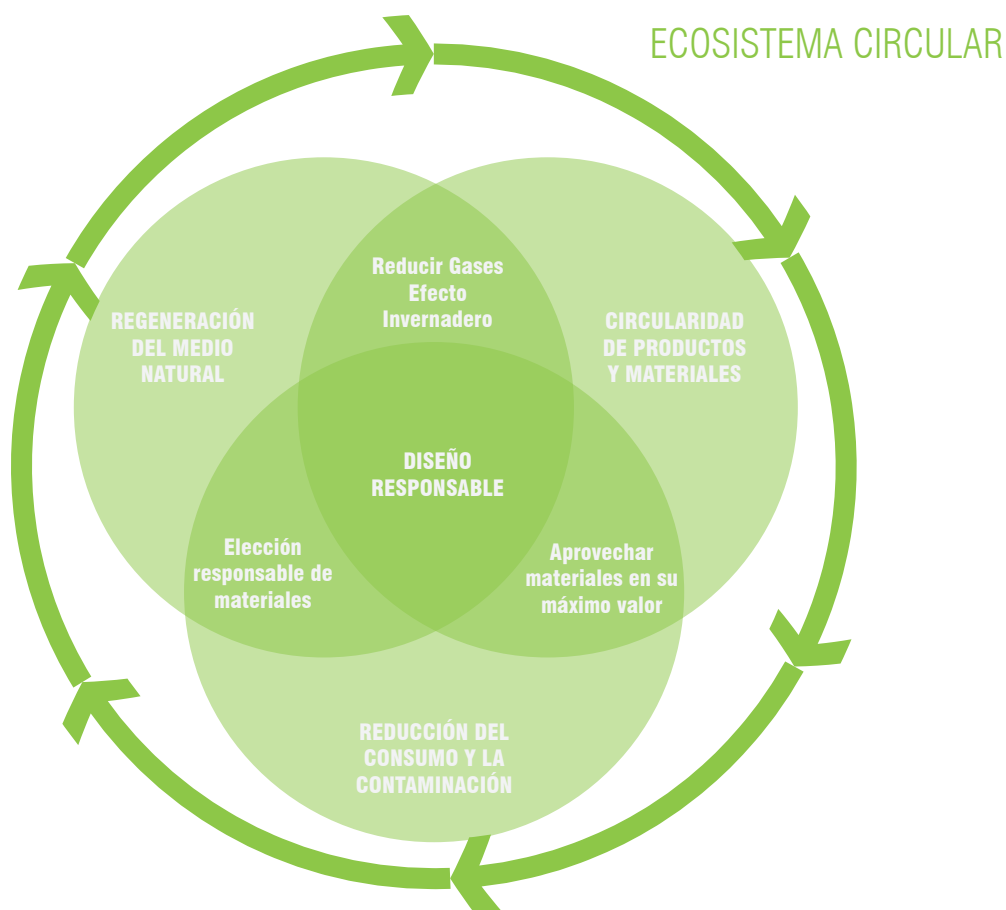 ECOSISTEMA CIRCULAR
Reducir Gases
Efecto
Invernadero
REGENERACIÓN
DEL MEDIO
NATURAL
CIRCULARIDAD
DE PRODUCTOS
Y MATERIALES
DISEÑO
RESPONSABLE
Elección
responsable de
materiales
Aprovechar
materiales en su
máximo valor
REDUCCIÓN DEL
CONSUMO Y LA
CONTAMINACIÓN